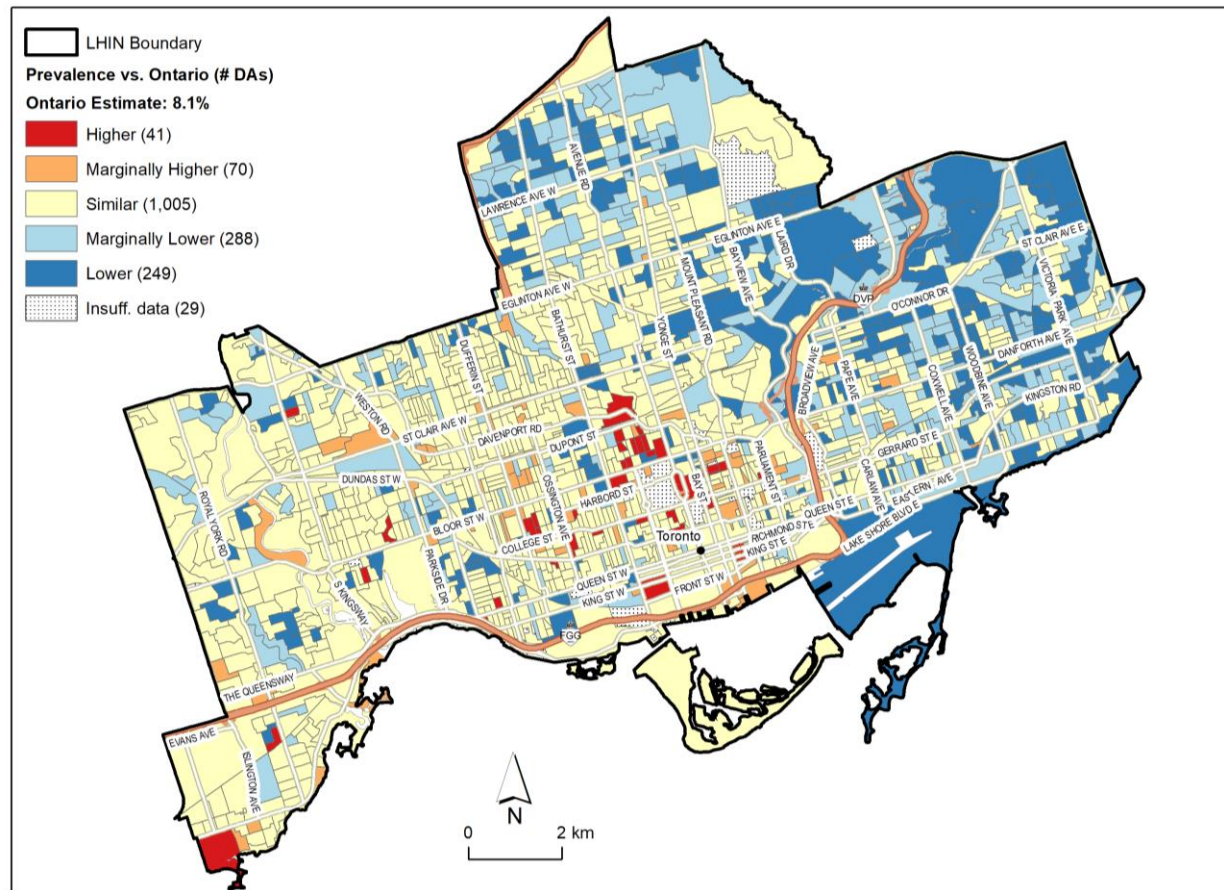 LHIN Boundary
Prevalence vs. Ontario (# DAs)
Ontario Estimate: 8.1%
Higher (41)
Marginally Higher (70)
Similar (1,005)
Marginally Lower (288)
Lower (249)
Insuff. data (29)
AVENUE RD
LAWRENCE AVE W
EGLINTON AVE E
LAIRD DR
BAYVIEW AVE
MOUNT PLEASANT RD
ST CLAIR AVE E
VICTORIA PARK AVE
DVP
O'CONNOR DR
EGLINTON AVE W
BATHURST ST
YONGE ST
DUFFERIN ST
DANFORTH AVE
WOODBINE AVE
COXWELL AVE
PAPE AVE
BROADVIEW AVE
KINGSTON RD
WESTON RD
ST CLAIR AVE W
DAVENPORT RD
DUPONT ST
PARLIAMENT ST
GERRARD ST E
CARLAW AVE
DUNDAS ST W
ROYAL YORK RD
OSSINGTON AVE
HARBORD ST
BAY ST
BLOOR ST W
COLLEGE ST
QUEEN ST E
EASTERN AVE
RICHMOND ST E
KING ST E
LAKE SHORE BLVD E
Toronto
PARKSIDE DR
S KINGSWAY
QUEEN ST W
KING ST W
FRONT ST W
FGG
THE QUEENSWAY
EVANS AVE
ISLINGTON AVE
N
0 2 km